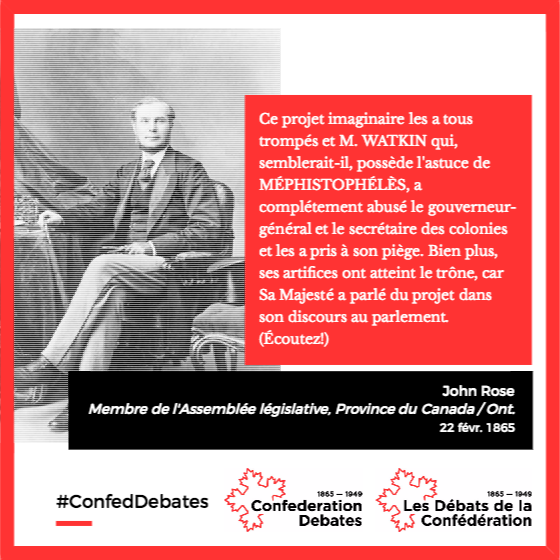 Ce projet imaginaire les a tous
trompés et M. WATKIN qui,
semblerait-il, possède l'astuce de
MÉPHISTOPHÉLÈS, a
complétement abusé le gouverneur-
général et le secrétaire des colonies
et les a pris à son piège. Bien plus,
ses artifices ont atteint le trône, car
Sa Majesté a parlé du projet dans
son discours au parlement.
(Écoutez!)
John Rose
Membre de l'Assemblée législative, Province du Canada / Ont.
22 févr. 1865
#ConfedDebates
1865 — 1949
Confederation
Debates
1865 — 1949
Les Débats de la
Confédération